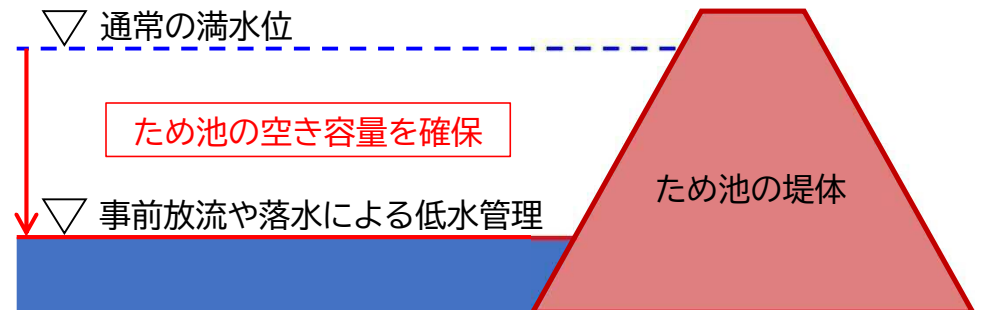 通常の満水位
ため池の空き容量を確保
ため池の堤体
事前放流や落水による低水管理